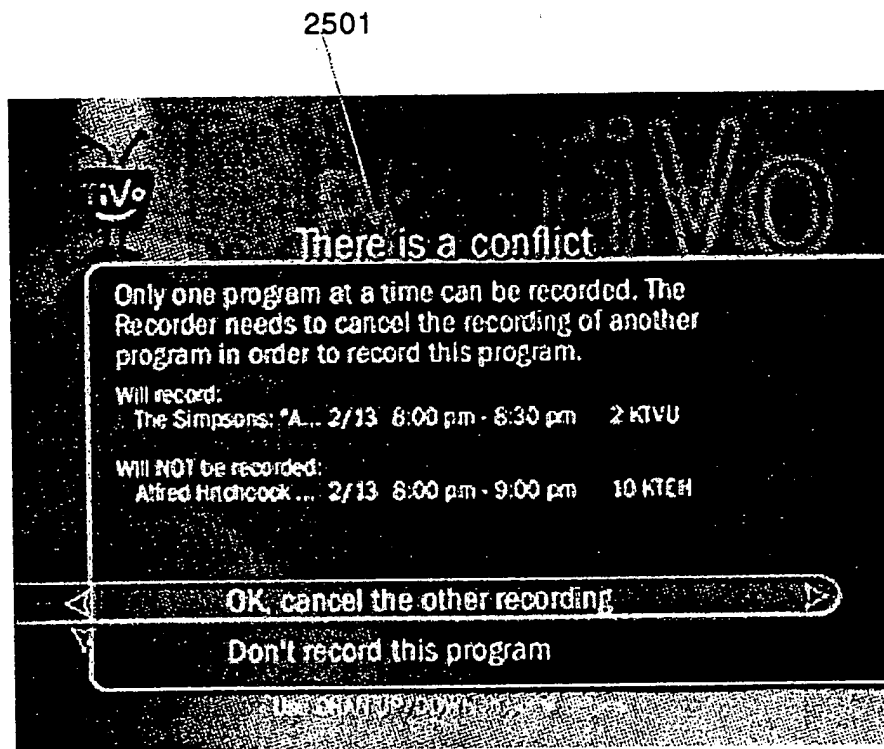 2501
TiVo
TiVo
There is a conflict
Only one program at a time can be recorded. The
Recorder needs to cancel the recording of another
program in order to record this program.
Will record:
The Simpsons: "A... 2/13 8:00 pm - 8:30 pm 2 KTVU
Will NOT be recorded:
Alfred Hitchcock ... 2/13 8:00 pm - 9:00 pm 10 KTEH
OK, cancel the other recording
Don't record this program